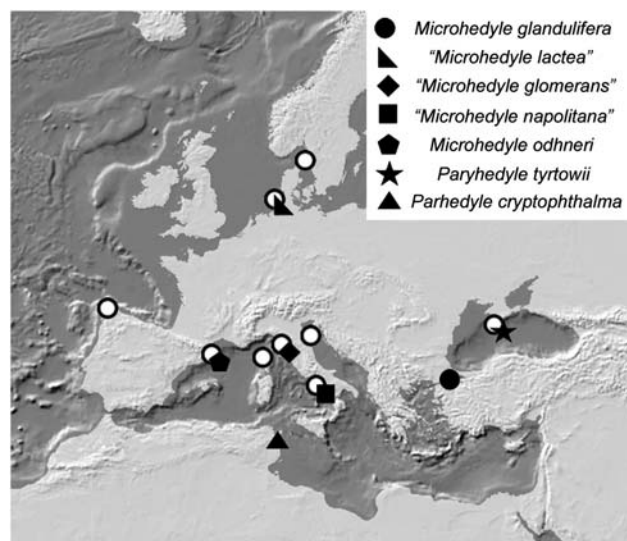 Microhedyle glandulifera
“Microhedyle lactea”
“Microhedyle glomerans”
“Microhedyle napolitana”
Microhedyle odhneri
Paryhedyle tyrtowii
Parhedyle cryptophthalma